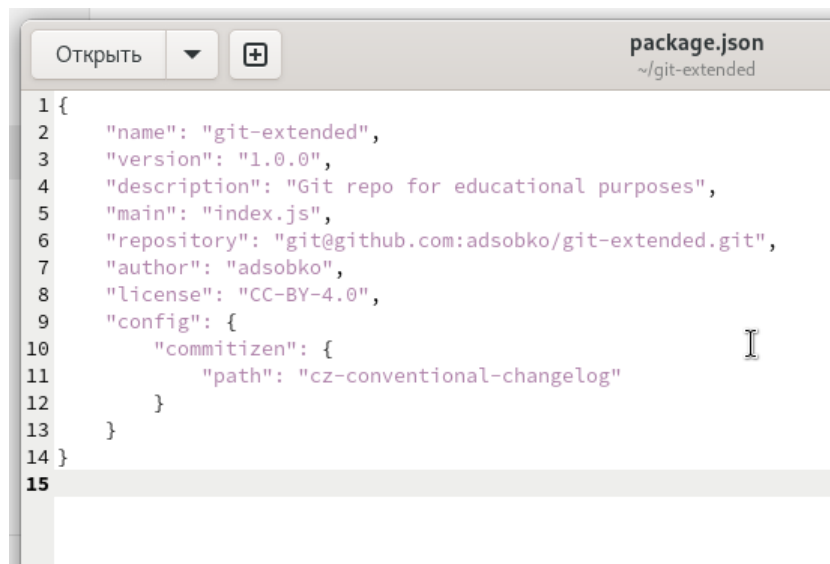 Открыть
package.json
~/git-extended
1 {
2     "name": "git-extended",
3     "version": "1.0.0",
4     "description": "Git repo for educational purposes",
5     "main": "index.js",
6     "repository": "git@github.com:adsobko/git-extended.git",
7     "author": "adsobko",
8     "license": "CC-BY-4.0",
9     "config": {
10         "commitizen": {
11             "path": "cz-conventional-changelog"
12         }
13     }
14 }
15